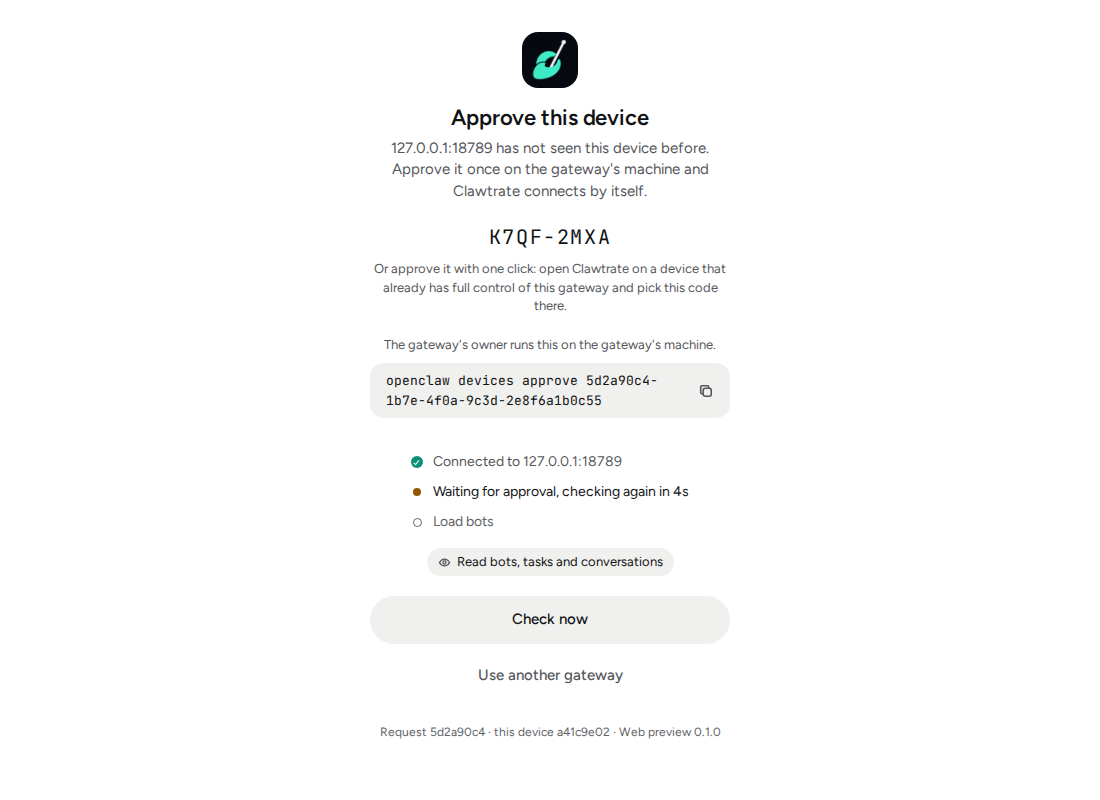 Approve this device
127.0.0.1:18789 has not seen this device before.
Approve it once on the gateway's machine and
Clawtrate connects by itself.
K7QF-2MXA
Or approve it with one click: open Clawtrate on a device that
already has full control of this gateway and pick this code
there.
The gateway's owner runs this on the gateway's machine.
openclaw devices approve 5d2a90c4-
1b7e-4f0a-9c3d-2e8f6a1b0c55
Connected to 127.0.0.1:18789
Waiting for approval, checking again in 4s
Load bots
Read bots, tasks and conversations
Check now
Use another gateway
Request 5d2a90c4 · this device a41c9e02 · Web preview 0.1.0